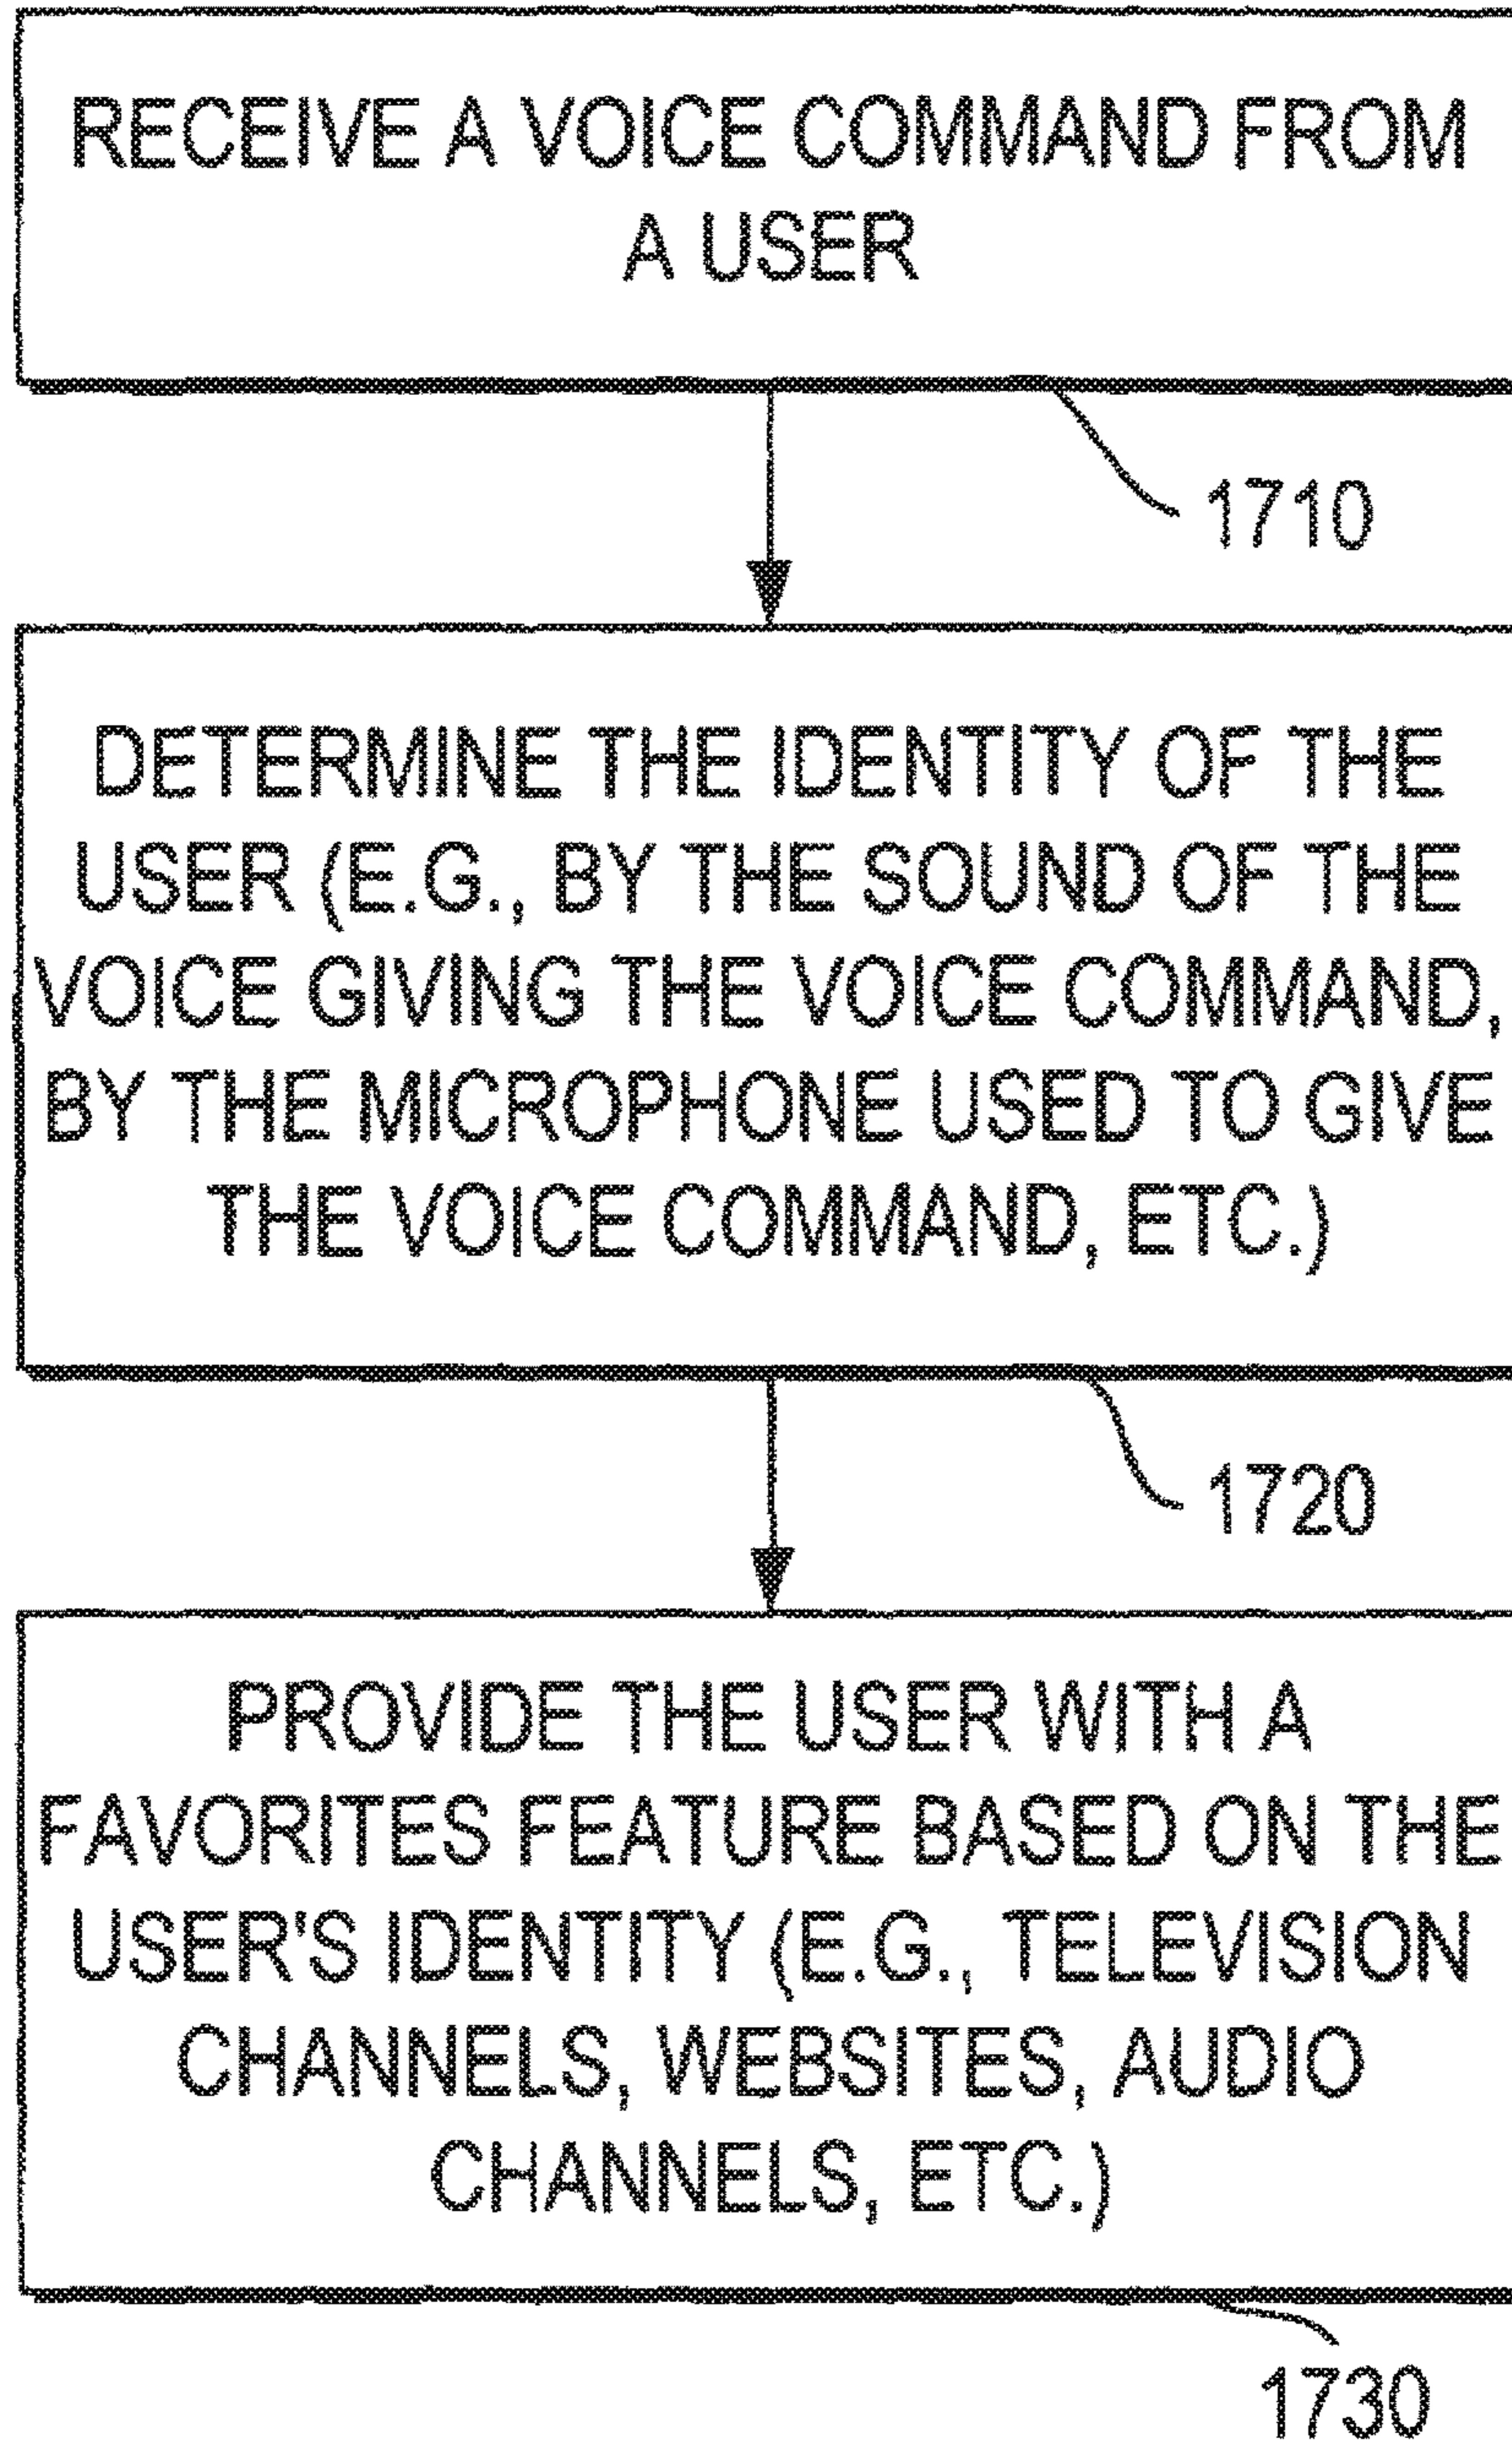 RECEIVE A VOICE COMMAND FROM
A USER
1710
DETERMINE THE IDENTITY OF THE
USER (E.G., BY THE SOUND OF THE
VOICE GIVING THE VOICE COMMAND,
BY THE MICROPHONE USED TO GIVE
THE VOICE COMMAND, ETC.)
1720
PROVIDE THE USER WITH A
FAVORITES FEATURE BASED ON THE
USER'S IDENTITY (E.G., TELEVISION
CHANNELS, WEBSITES, AUDIO
CHANNELS, ETC.)
1730